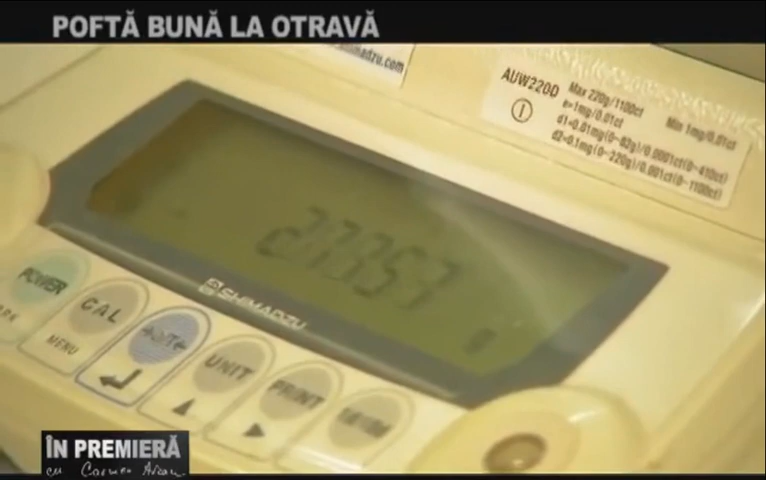 POFTĂ BUNĂ LA OTRAVĂ
AUW220D
Max 220g/1100ct
Min 1mg/0.01ct
e=1mg/0.01ct
d1=0.01mg(0~82g)/0.0001ct(0~410ct)
d2=0.1mg(0~220g)/0.001ct(0~1100ct)
SHIMADZU
POWER
CAL
MENU
UNIT
PRINT
ÎN PREMIERĂ
cu